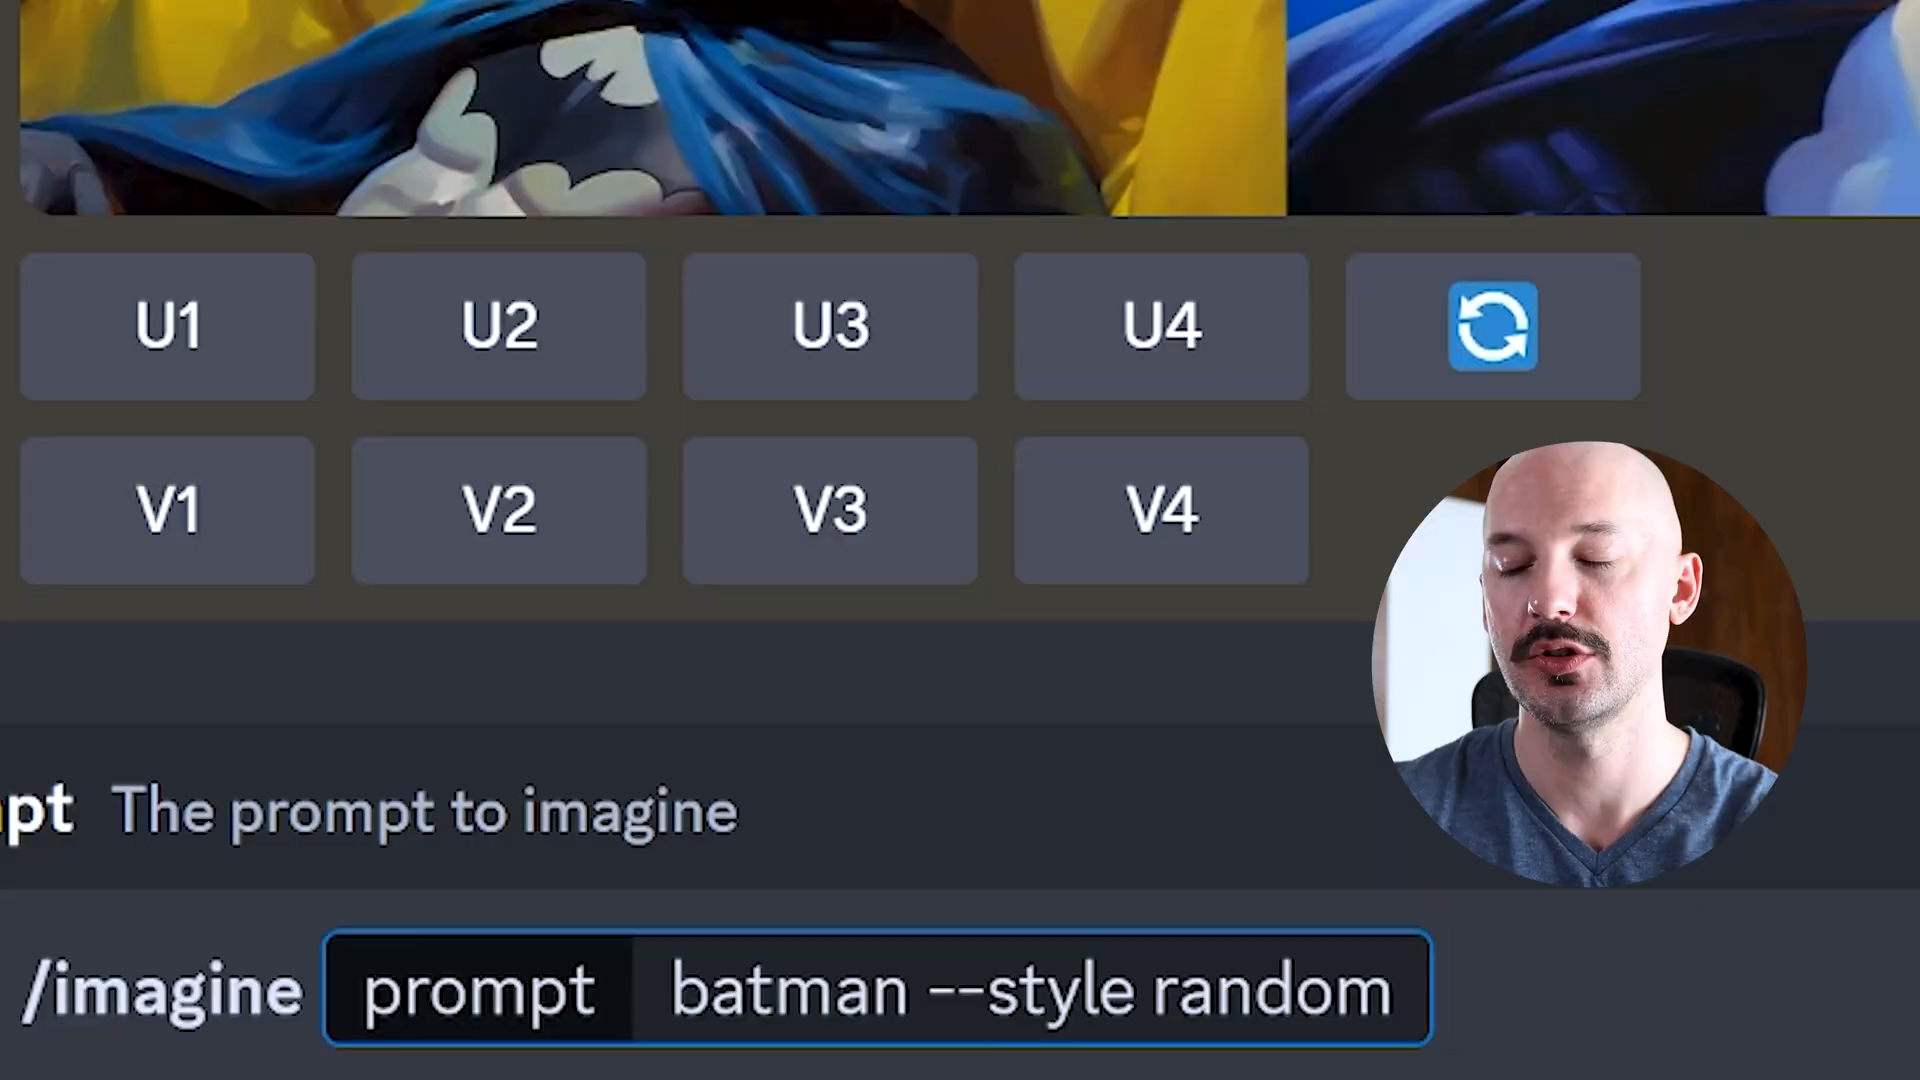 U1 U2 U3 U4
V1 V2 V3 V4
pt The prompt to imagine
/imagine prompt batman --style random